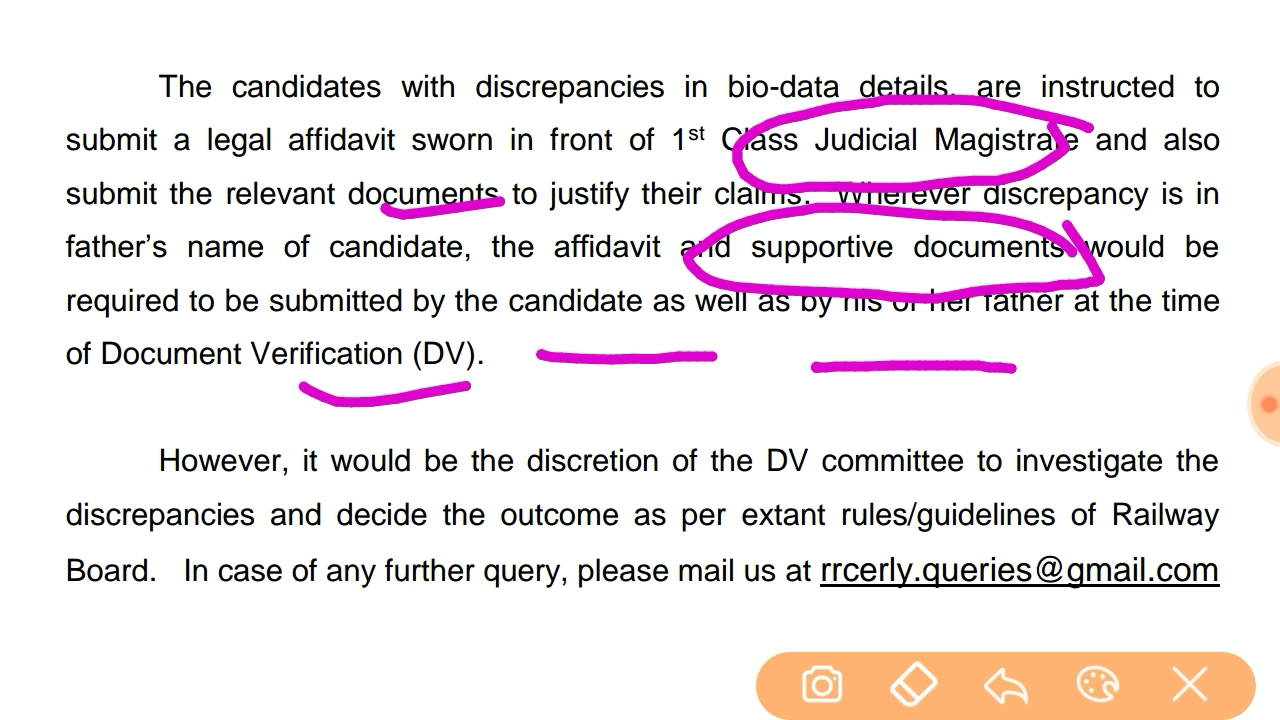 The candidates with discrepancies in bio-data details, are instructed to
submit a legal affidavit sworn in front of 1st Class Judicial Magistrate and also
submit the relevant documents to justify their claims. Wherever discrepancy is in
father’s name of candidate, the affidavit and supportive documents would be
required to be submitted by the candidate as well as by his or her father at the time
of Document Verification (DV).
However, it would be the discretion of the DV committee to investigate the
discrepancies and decide the outcome as per extant rules/guidelines of Railway
Board. In case of any further query, please mail us at rrcerly.queries@gmail.com